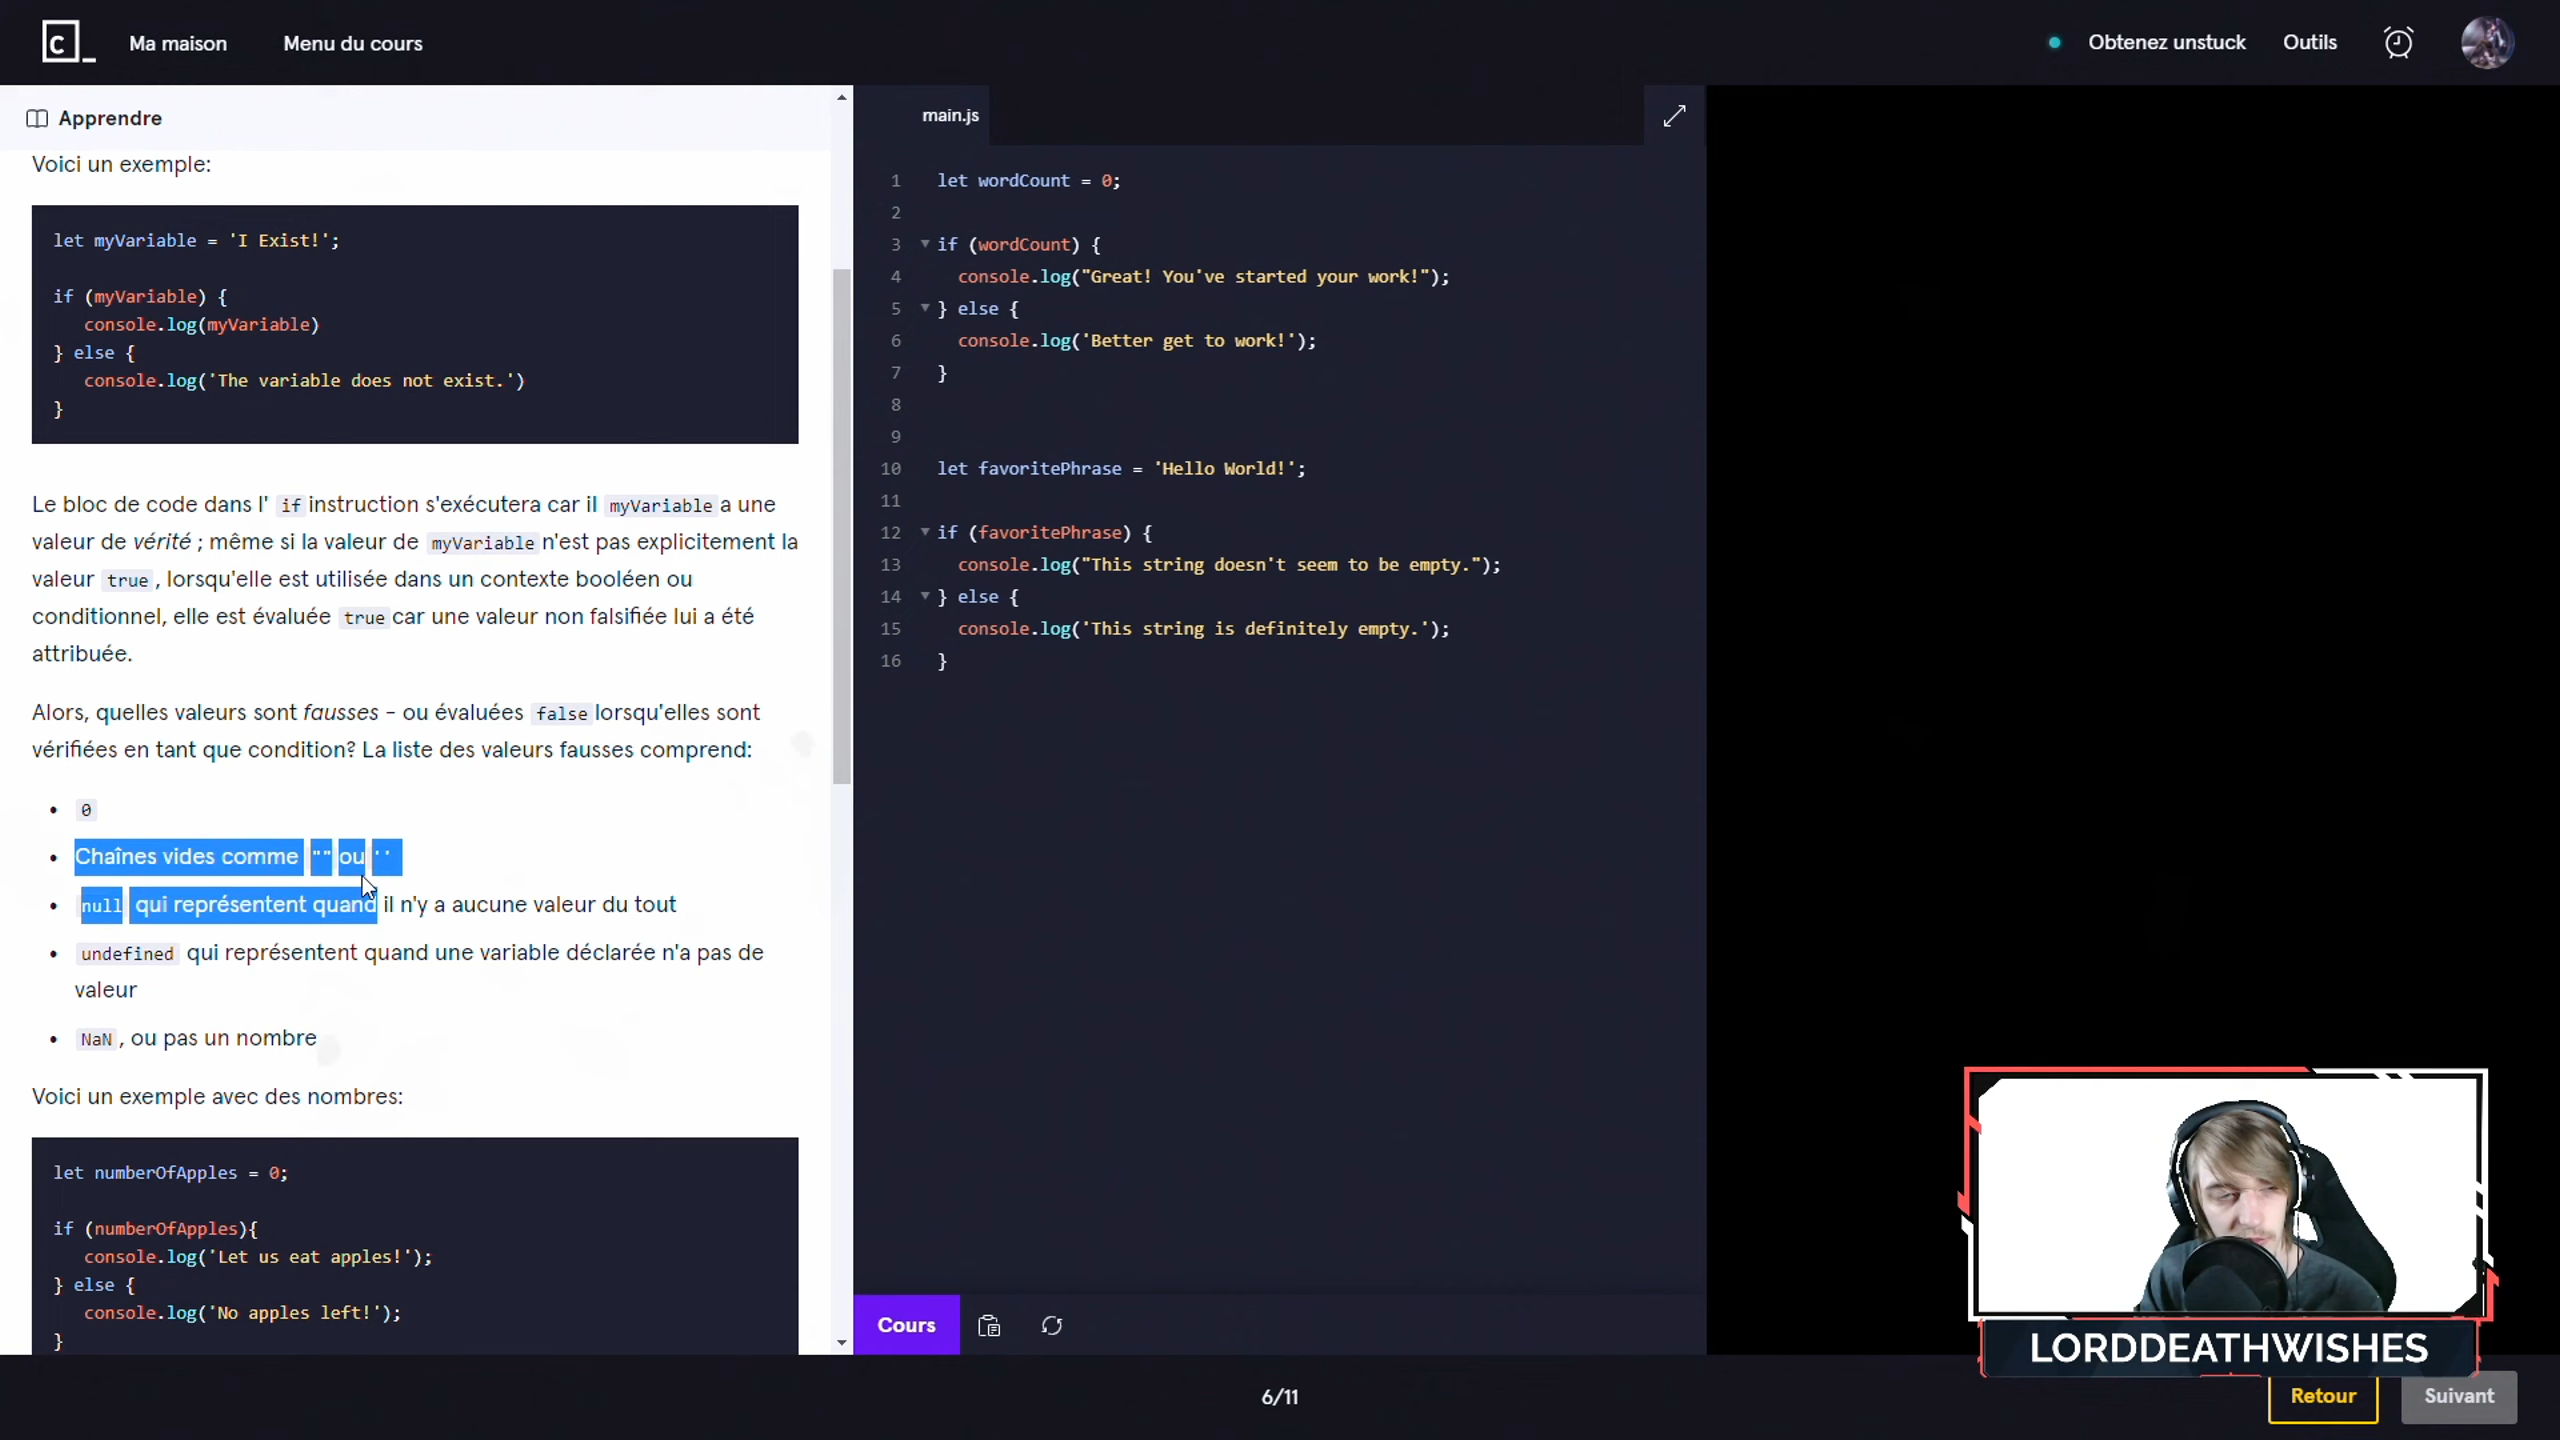 C_ Ma maison Menu du cours Obtenez unstuck Outils
Apprendre
Voici un exemple:
let myVariable = 'I Exist!';
if (myVariable) {
console.log(myVariable)
} else {
console.log('The variable does not exist.')
}
Le bloc de code dans l' if instruction s'exécutera car il myVariable a une
valeur de vérité ; même si la valeur de myVariable n'est pas explicitement la
valeur true , lorsqu'elle est utilisée dans un contexte booléen ou
conditionnel, elle est évaluée true car une valeur non falsifiée lui a été
attribuée.
Alors, quelles valeurs sont fausses - ou évaluées false lorsqu'elles sont
vérifiées en tant que condition? La liste des valeurs fausses comprend:
• 0
• Chaînes vides comme "" ou ''
• null qui représentent quand il n'y a aucune valeur du tout
• undefined qui représentent quand une variable déclarée n'a pas de
valeur
• NaN , ou pas un nombre
Voici un exemple avec des nombres:
let numberOfApples = 0;
if (numberOfApples){
console.log('Let us eat apples!');
} else {
console.log('No apples left!');
}
main.js
1 let wordCount = 0;
2
3 if (wordCount) {
4 console.log("Great! You've started your work!");
5 } else {
6 console.log('Better get to work!');
7 }
8
9
10 let favoritePhrase = 'Hello World!';
11
12 if (favoritePhrase) {
13 console.log("This string doesn't seem to be empty.");
14 } else {
15 console.log('This string is definitely empty.');
16 }
Cours
LORDDEATHWISHES
6/11
Retour Suivant